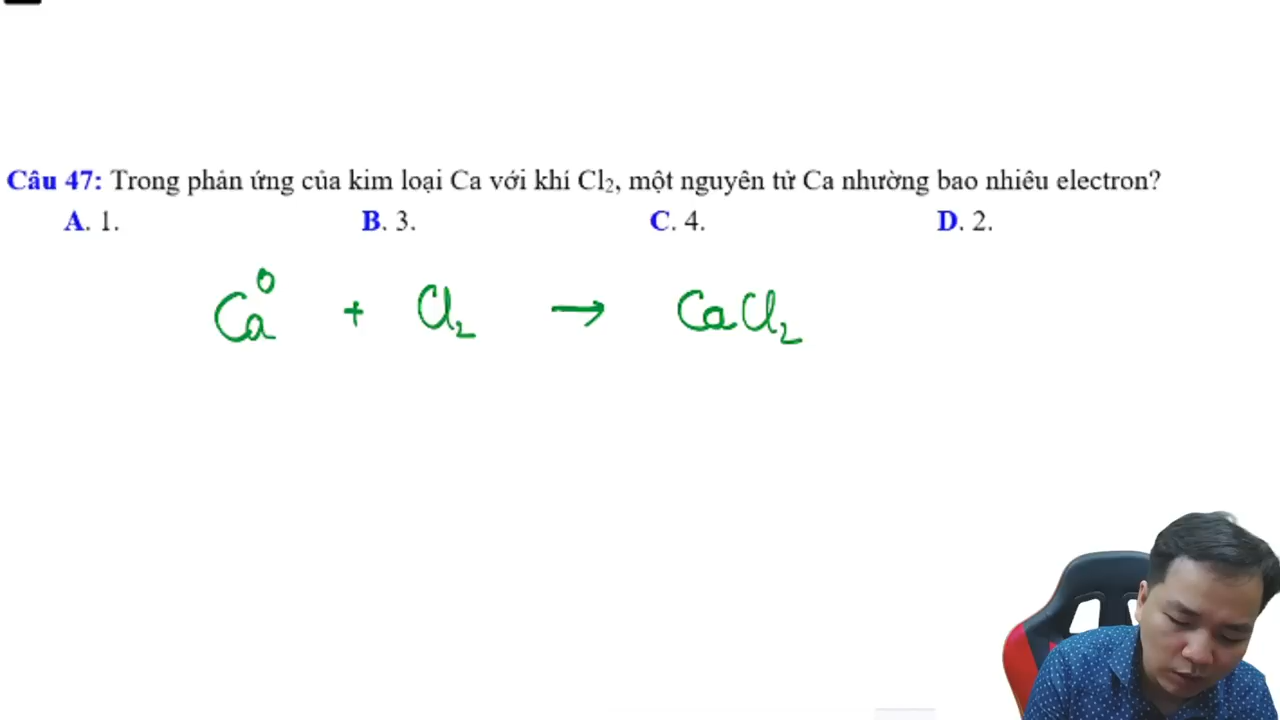 Câu 47: Trong phản ứng của kim loại Ca với khí Cl₂, một nguyên tử Ca nhường bao nhiêu electron?
A. 1. B. 3. C. 4. D. 2.
Ca⁰ + Cl₂ → CaCl₂